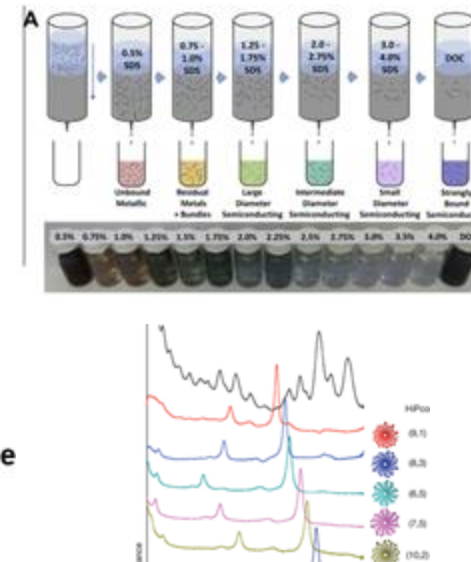 A
0.5%
SDS
0.75 -
1.0%
SDS
1.25 -
1.75%
SDS
2.0 -
2.75%
SDS
3.0 -
4.0%
SDS
DOC
Unbound
Metallic
Residual
Metals
+ Bundles
Large
Diameter
Semiconducting
Intermediate
Diameter
Semiconducting
Small
Diameter
Semiconducting
Strongly
Bound
0.5% 0.75% 1.0% 1.25% 1.5% 1.75% 2.0% 2.25% 2.5% 2.75% 3.0% 3.5% 4.0% DO
HiPco
(9,1)
(8,3)
e
(6,5)
(7,5)
(10,2)